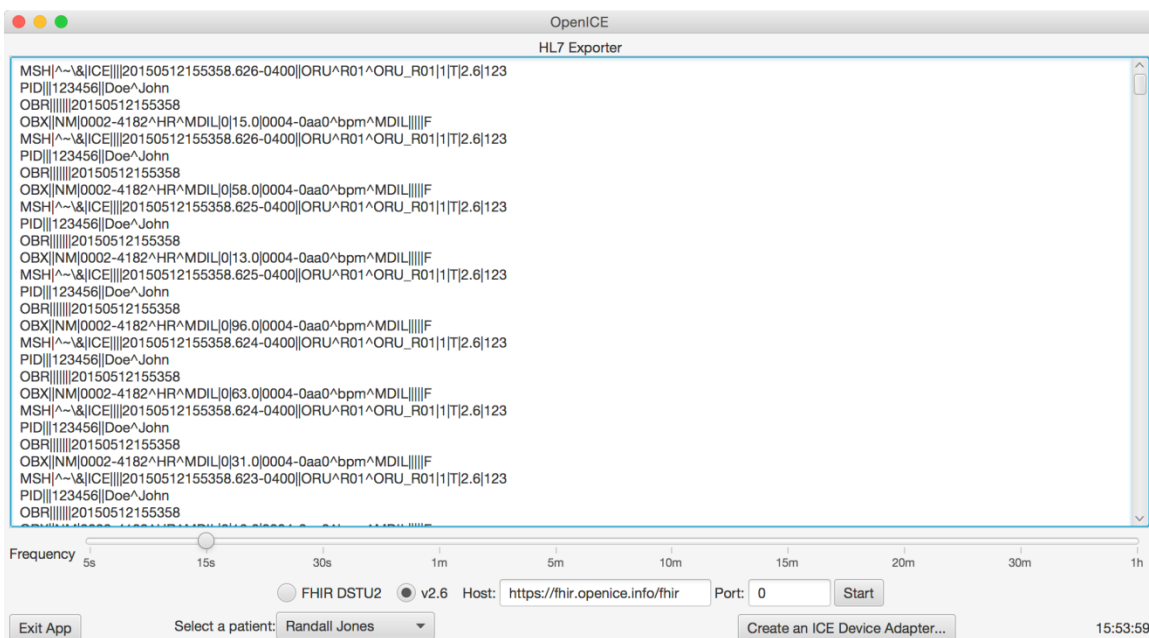 OpenICE
HL7 Exporter
MSH|^~\&|ICE||||20150512155358.626-0400||ORU^R01^ORU_R01|1|T|2.6|123
PID|||123456||Doe^John
OBR|||||||20150512155358
OBX||NM|0002-4182^HR^MDIL|0|15.0|0004-0aa0^bpm^MDIL|||||F
MSH|^~\&|ICE||||20150512155358.626-0400||ORU^R01^ORU_R01|1|T|2.6|123
PID|||123456||Doe^John
OBR|||||||20150512155358
OBX||NM|0002-4182^HR^MDIL|0|58.0|0004-0aa0^bpm^MDIL|||||F
MSH|^~\&|ICE||||20150512155358.625-0400||ORU^R01^ORU_R01|1|T|2.6|123
PID|||123456||Doe^John
OBR|||||||20150512155358
OBX||NM|0002-4182^HR^MDIL|0|13.0|0004-0aa0^bpm^MDIL|||||F
MSH|^~\&|ICE||||20150512155358.625-0400||ORU^R01^ORU_R01|1|T|2.6|123
PID|||123456||Doe^John
OBR|||||||20150512155358
OBX||NM|0002-4182^HR^MDIL|0|96.0|0004-0aa0^bpm^MDIL|||||F
MSH|^~\&|ICE||||20150512155358.624-0400||ORU^R01^ORU_R01|1|T|2.6|123
PID|||123456||Doe^John
OBR|||||||20150512155358
OBX||NM|0002-4182^HR^MDIL|0|63.0|0004-0aa0^bpm^MDIL|||||F
MSH|^~\&|ICE||||20150512155358.624-0400||ORU^R01^ORU_R01|1|T|2.6|123
PID|||123456||Doe^John
OBR|||||||20150512155358
OBX||NM|0002-4182^HR^MDIL|0|31.0|0004-0aa0^bpm^MDIL|||||F
MSH|^~\&|ICE||||20150512155358.623-0400||ORU^R01^ORU_R01|1|T|2.6|123
PID|||123456||Doe^John
OBR|||||||20150512155358
Frequency 5s 15s 30s 1m 5m 10m 15m 20m 30m 1h
FHIR DSTU2 v2.6 Host: https://fhir.openice.info/fhir Port: 0 Start
Exit App Select a patient: Randall Jones Create an ICE Device Adapter... 15:53:59